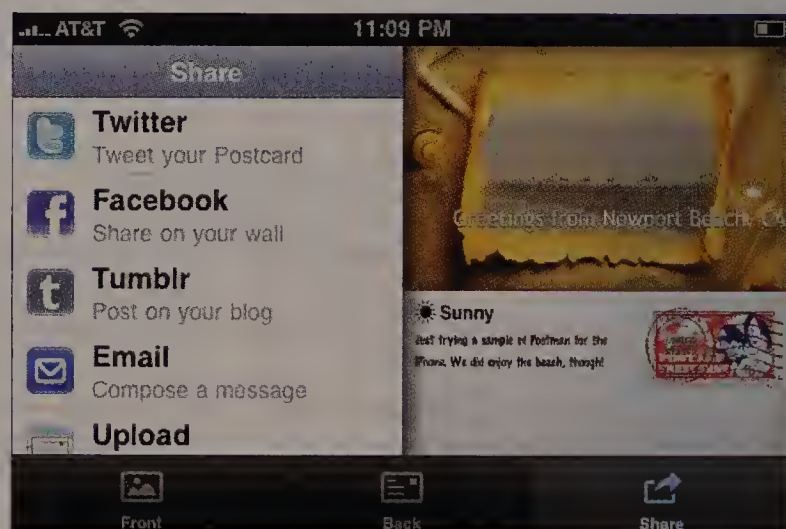 AT&T 11:09 PM
Share
Twitter
Tweet your Postcard
Facebook
Share on your wall
Tumblr
Post on your blog
Email
Compose a message
Upload
Greetings from Newport Beach, CA
Sunny
Just trying a sample of Postman for the
iPhone. We did enjoy the beach, though!
Front
Back
Share